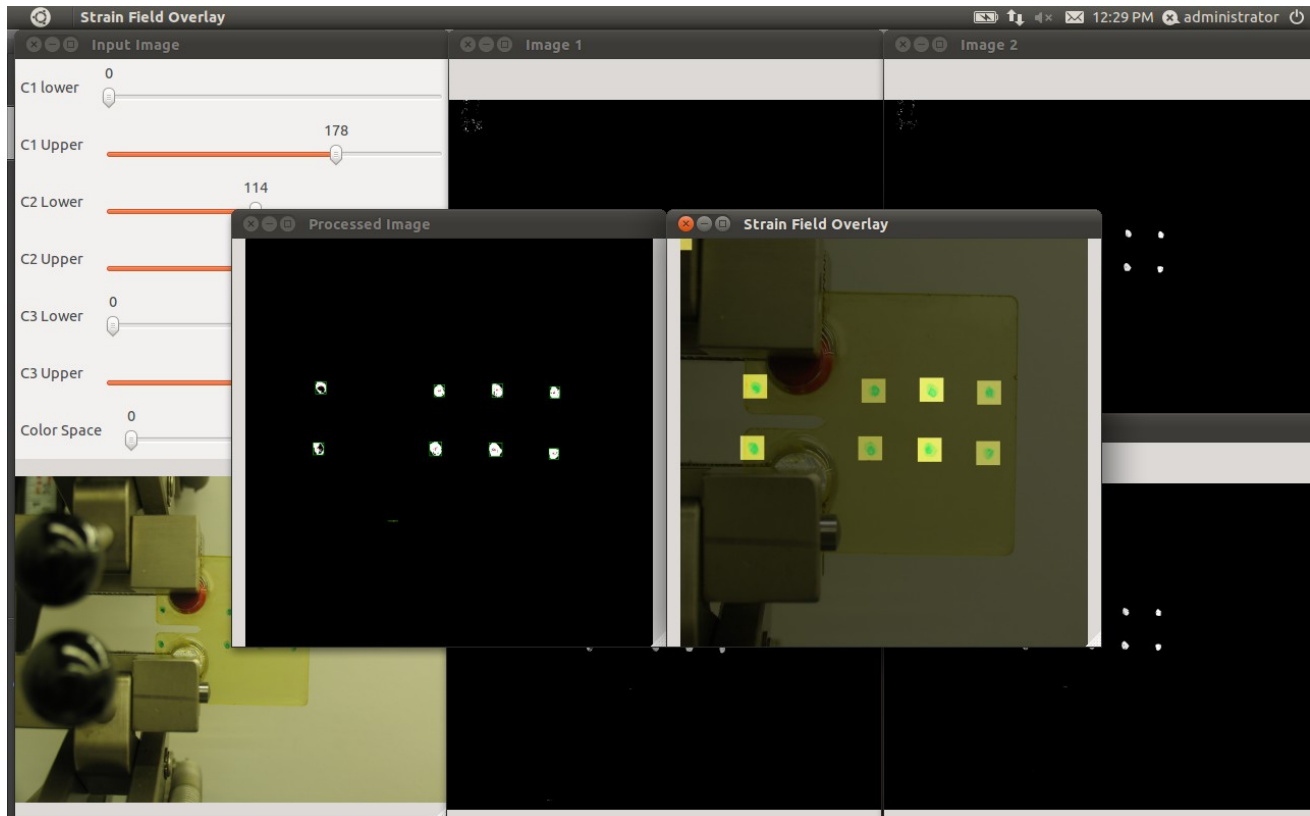 Strain Field Overlay
12:29 PM administrator
Input Image
Image 1
Image 2
C1 lower
0
C1 Upper
178
C2 Lower
114
C2 Upper
C3 Lower
0
C3 Upper
Color Space
0
Processed Image
Strain Field Overlay